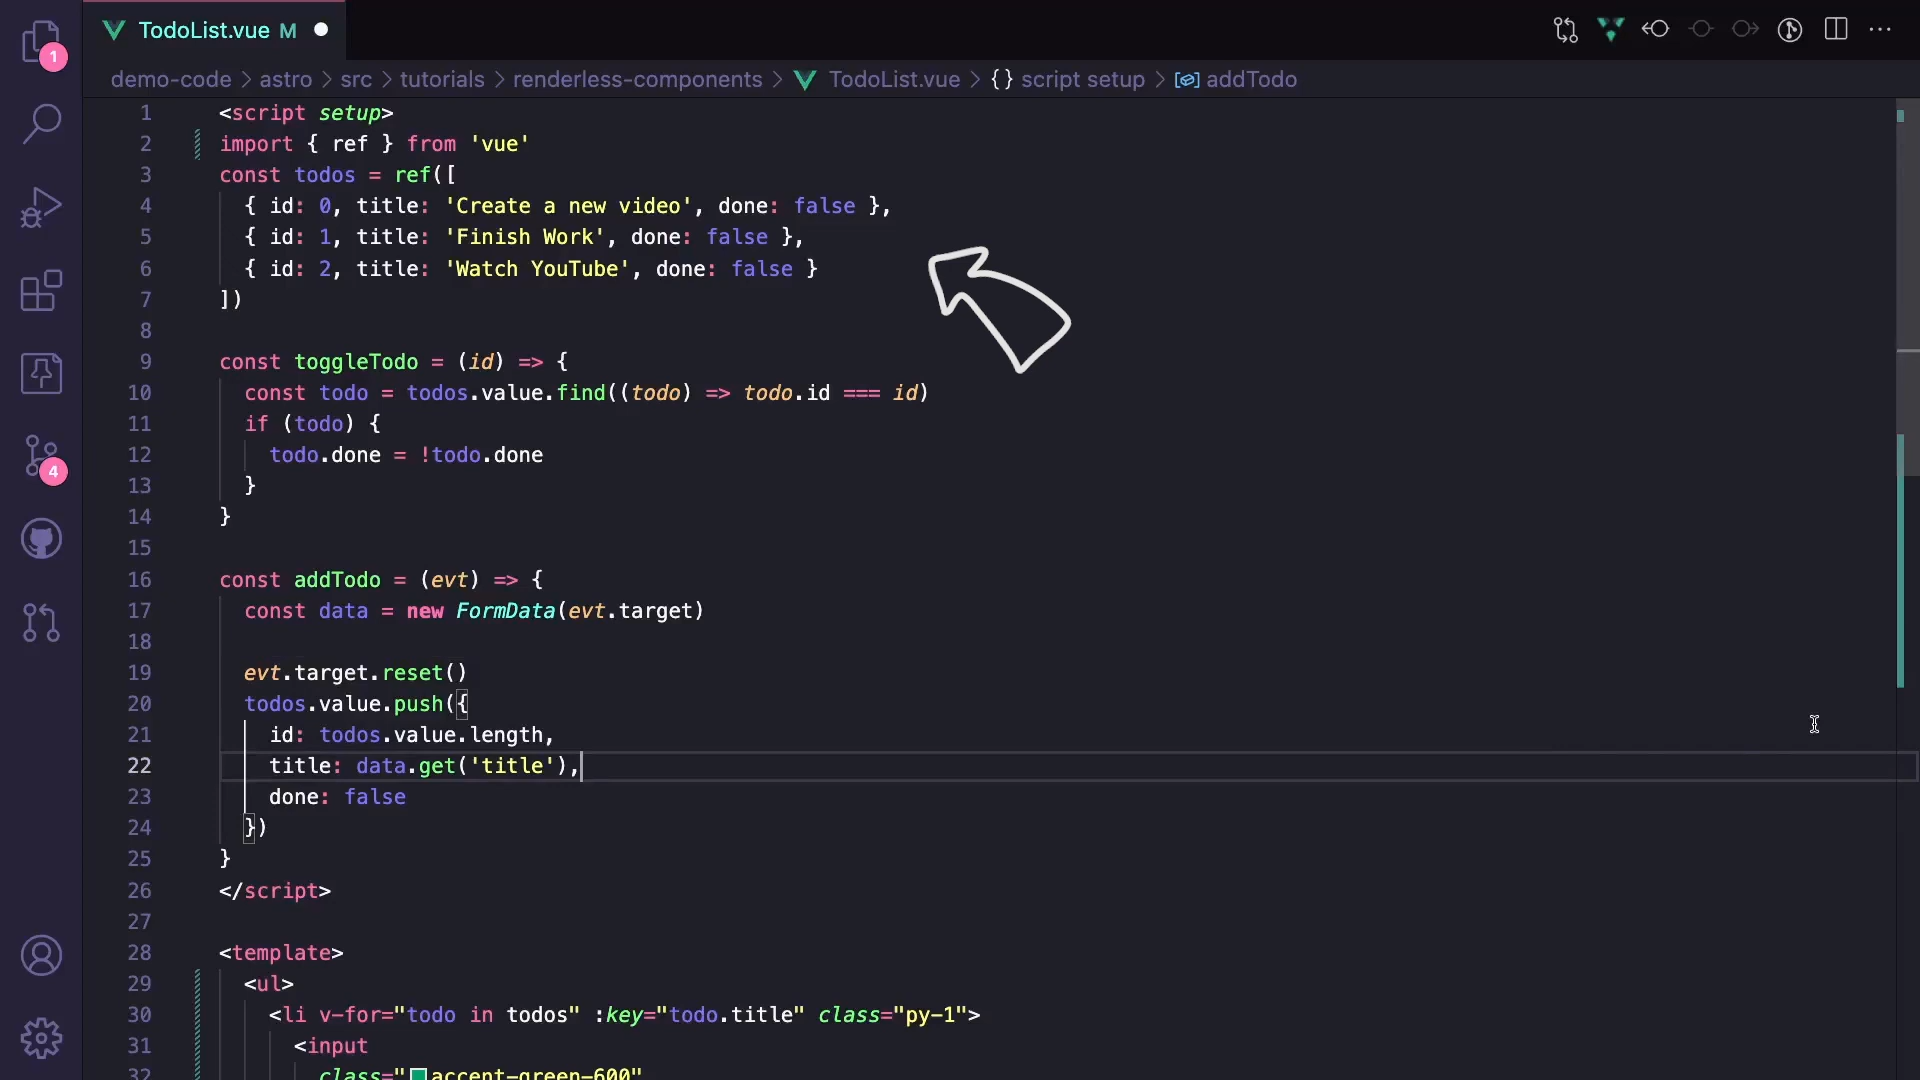 TodoList.vue M
demo-code > astro > src > tutorials > renderless-components > TodoList.vue > {} script setup > addTodo
1
4
1 <script setup>
2 import { ref } from 'vue'
3 const todos = ref([
4 { id: 0, title: 'Create a new video', done: false },
5 { id: 1, title: 'Finish Work', done: false },
6 { id: 2, title: 'Watch YouTube', done: false }
7 ])
8
9 const toggleTodo = (id) => {
10 const todo = todos.value.find((todo) => todo.id === id)
11 if (todo) {
12 todo.done = !todo.done
13 }
14 }
15
16 const addTodo = (evt) => {
17 const data = new FormData(evt.target)
18
19 evt.target.reset()
20 todos.value.push({
21 id: todos.value.length,
22 title: data.get('title'),
23 done: false
24 })
25 }
26 </script>
27
28 <template>
29 <ul>
30 <li v-for="todo in todos" :key="todo.title" class="py-1">
31 <input
32 class="accent-green-600"